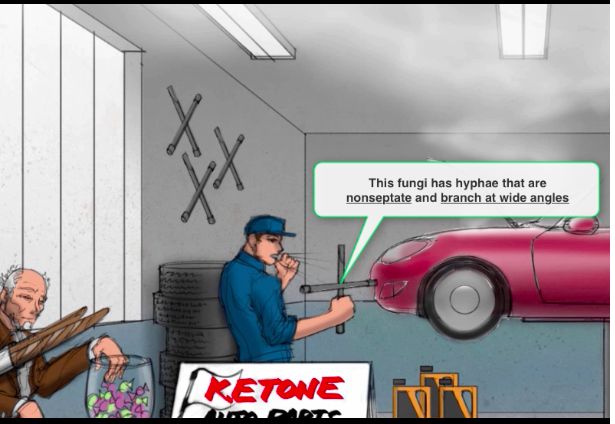 This fungi has hyphae that are
nonseptate and branch at wide angles
KETONE
AUTO PARTS